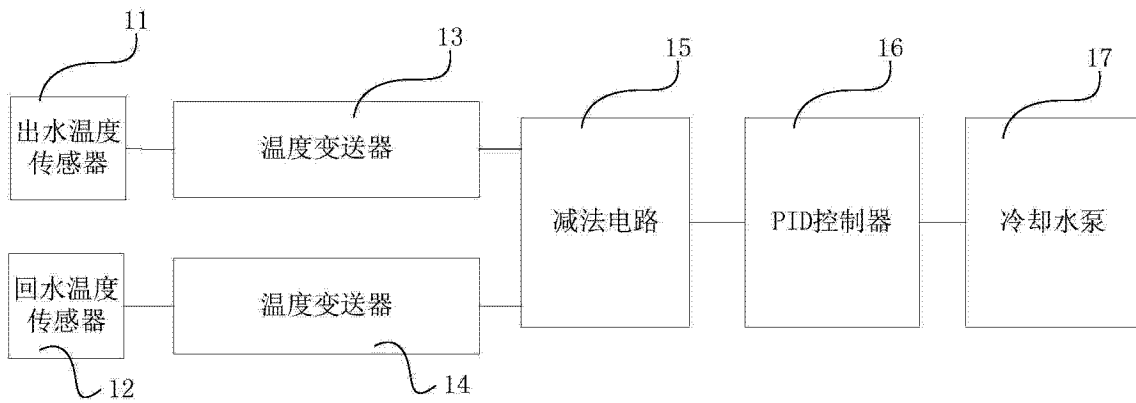 11
13
15
16
17
出水温度
传感器
温度变送器
减法电路
PID控制器
冷却水泵
回水温度
传感器
温度变送器
12
14